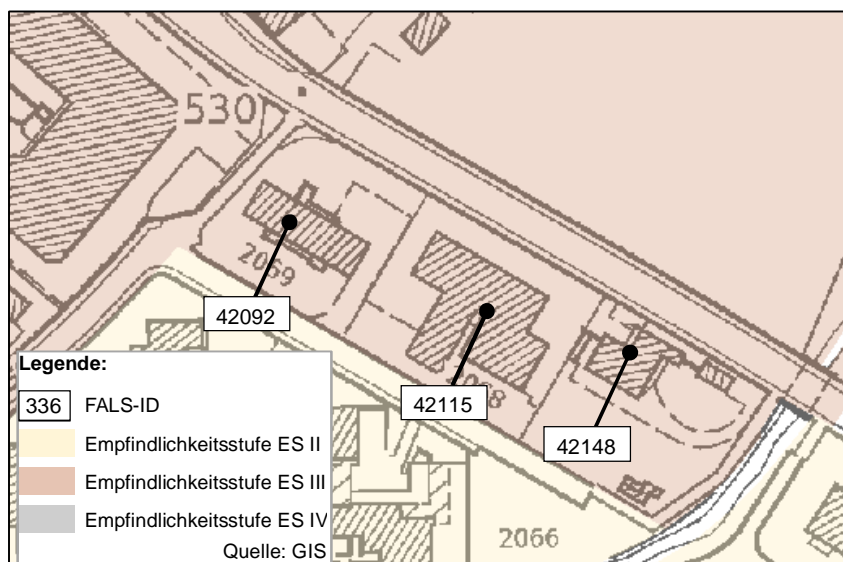 530
2069
42092
2068
42115
42148
2066
Legende:
336 FALS-ID
Empfindlichkeitsstufe ES II
Empfindlichkeitsstufe ES III
Empfindlichkeitsstufe ES IV
Quelle: GIS